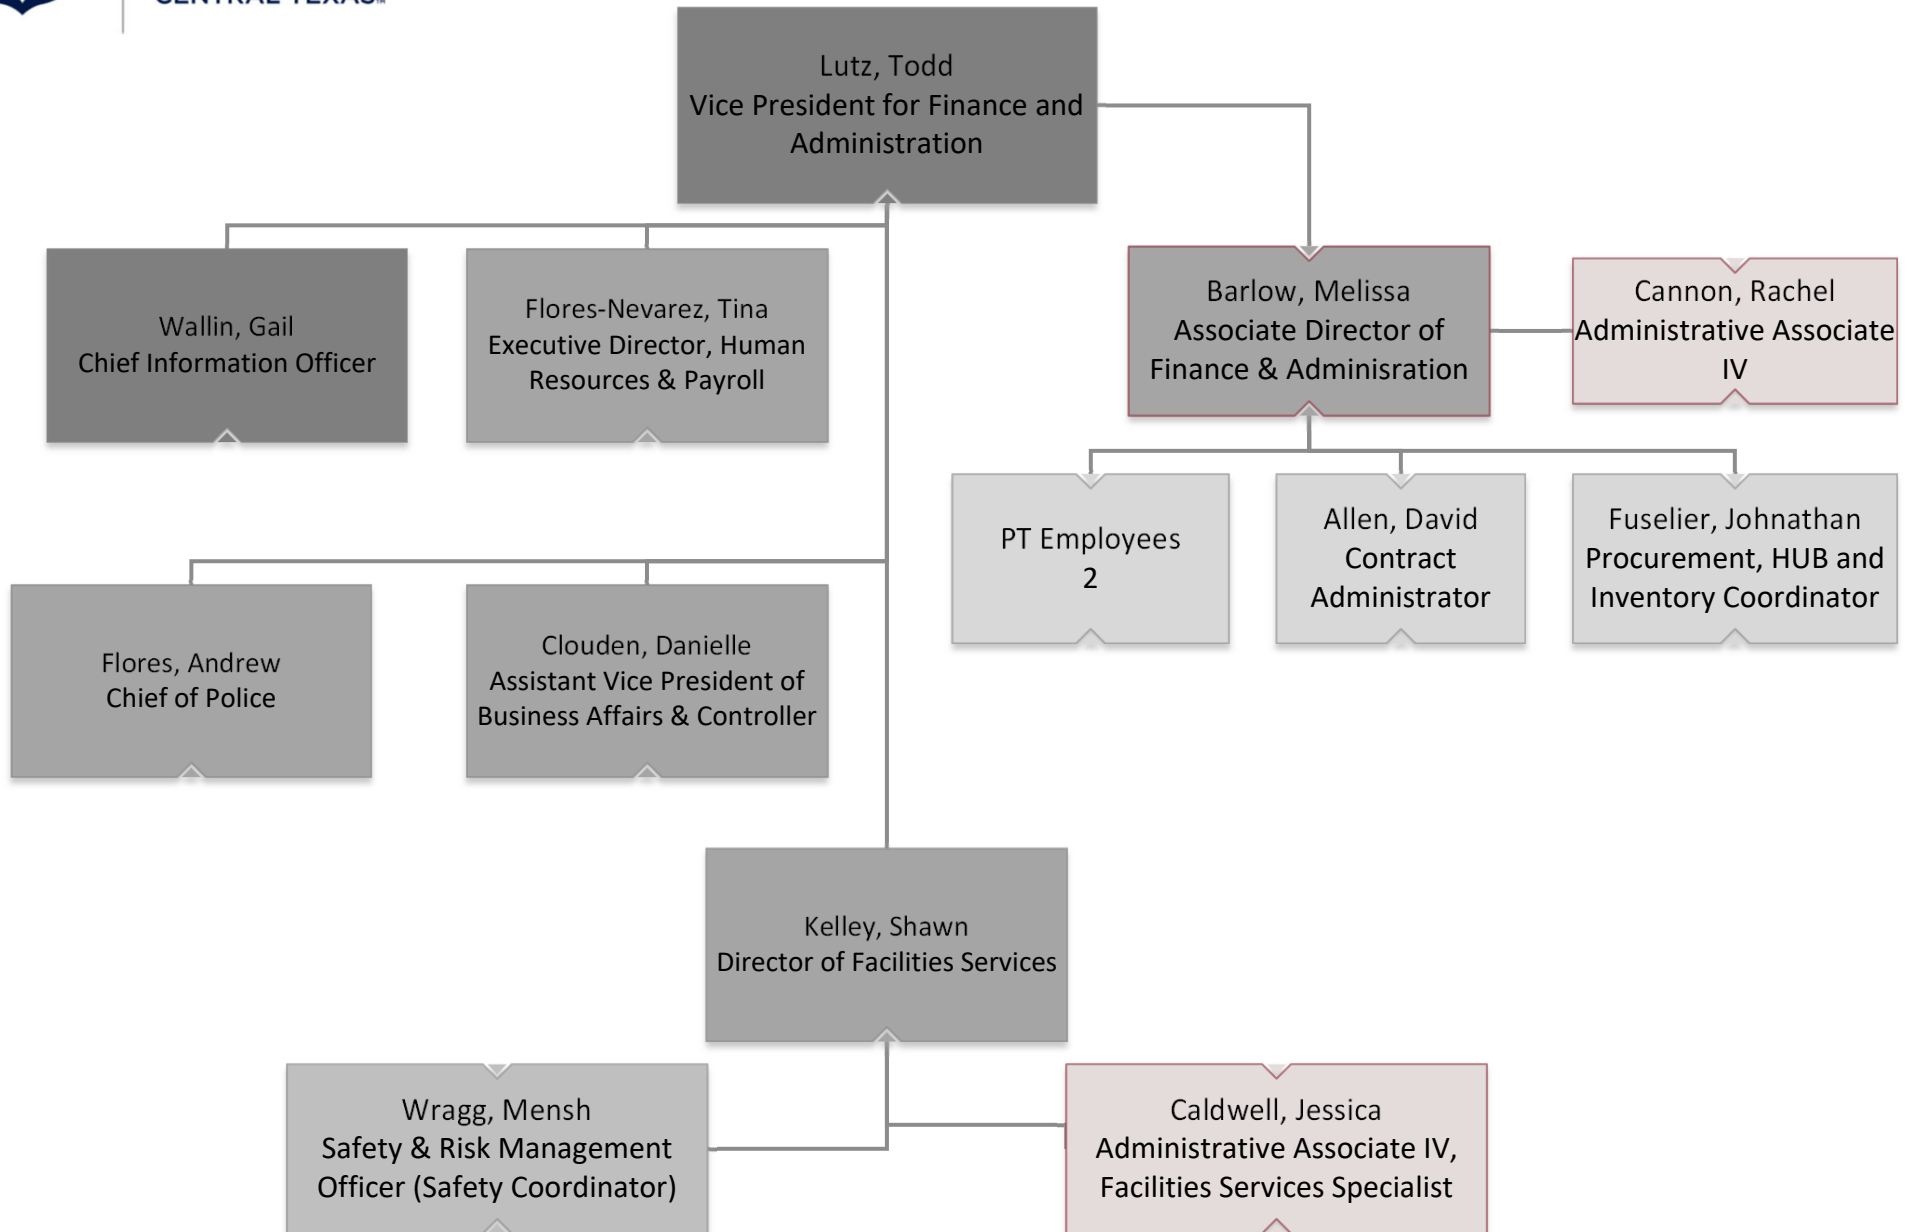 CENTRAL TEXAS
Lutz, Todd
Vice President for Finance and
Administration
Wallin, Gail
Chief Information Officer
Flores-Nevarez, Tina
Executive Director, Human
Resources & Payroll
Barlow, Melissa
Associate Director of
Finance & Adminisration
Cannon, Rachel
Administrative Associate
IV
PT Employees
2
Allen, David
Contract
Administrator
Fuselier, Johnathan
Procurement, HUB and
Inventory Coordinator
Flores, Andrew
Chief of Police
Clouden, Danielle
Assistant Vice President of
Business Affairs & Controller
Kelley, Shawn
Director of Facilities Services
Wragg, Mensh
Safety & Risk Management
Officer (Safety Coordinator)
Caldwell, Jessica
Administrative Associate IV,
Facilities Services Specialist